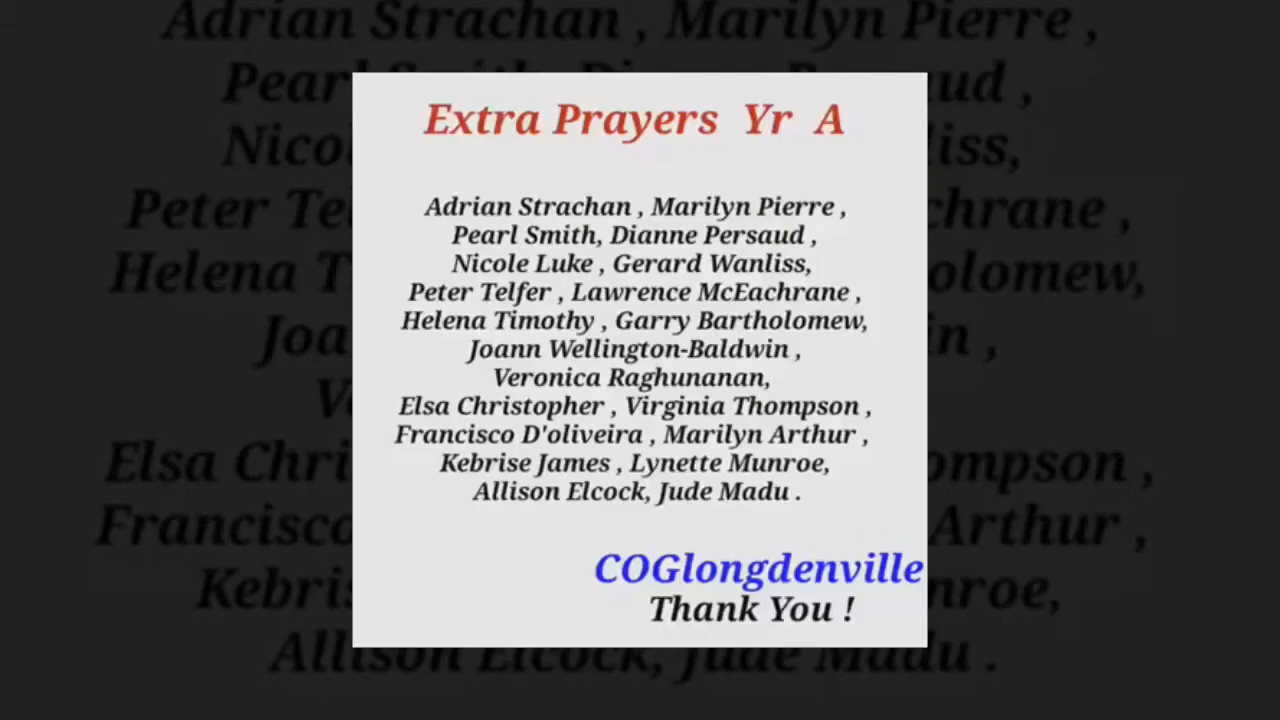 Extra Prayers Yr A
Adrian Strachan , Marilyn Pierre ,
Pearl Smith, Dianne Persaud ,
Nicole Luke , Gerard Wanliss,
Peter Telfer , Lawrence McEachrane ,
Helena Timothy , Garry Bartholomew,
Joann Wellington-Baldwin ,
Veronica Raghunanan,
Elsa Christopher , Virginia Thompson ,
Francisco D'oliveira , Marilyn Arthur ,
Kebrise James , Lynette Munroe,
Allison Elcock, Jude Madu .
COGlongdenville
Thank You !